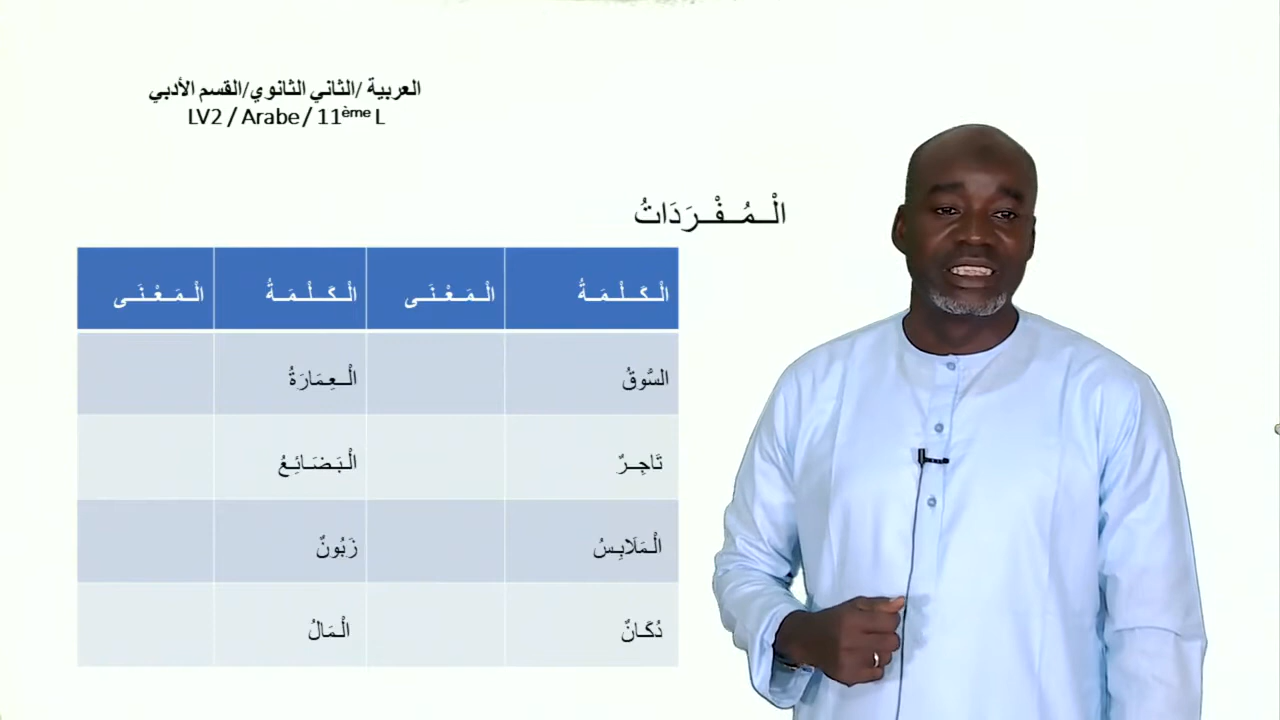 العربية /الثاني الثانوي/القسم الأدبي
LV2 / Arabe / 11ème L
الْـمُـفْـرَدَاتُ
الْـكَـلْـمَـةُ الْـمَـعْـنَـى الْـكَـلْـمَـةُ الْـمَـعْـنَـى
السُّوقُ الْـعِمَارَةُ
تَاجِـرٌ الْبَضَـائِـعُ
الْـمَلَابِـسُ زَبُونٌ
دُكَـانٌ الْـمَالُ